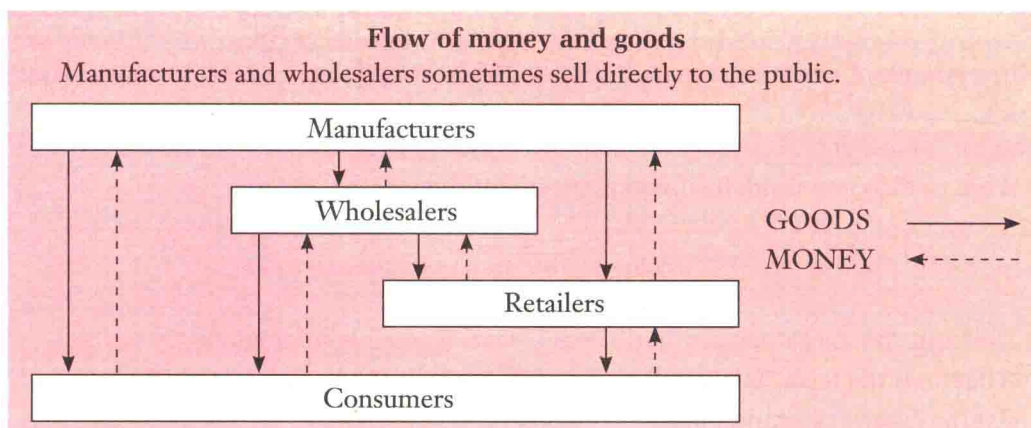 Flow of money and goods
Manufacturers and wholesalers sometimes sell directly to the public.
Manufacturers
Wholesalers
GOODS
MONEY
Retailers
Consumers